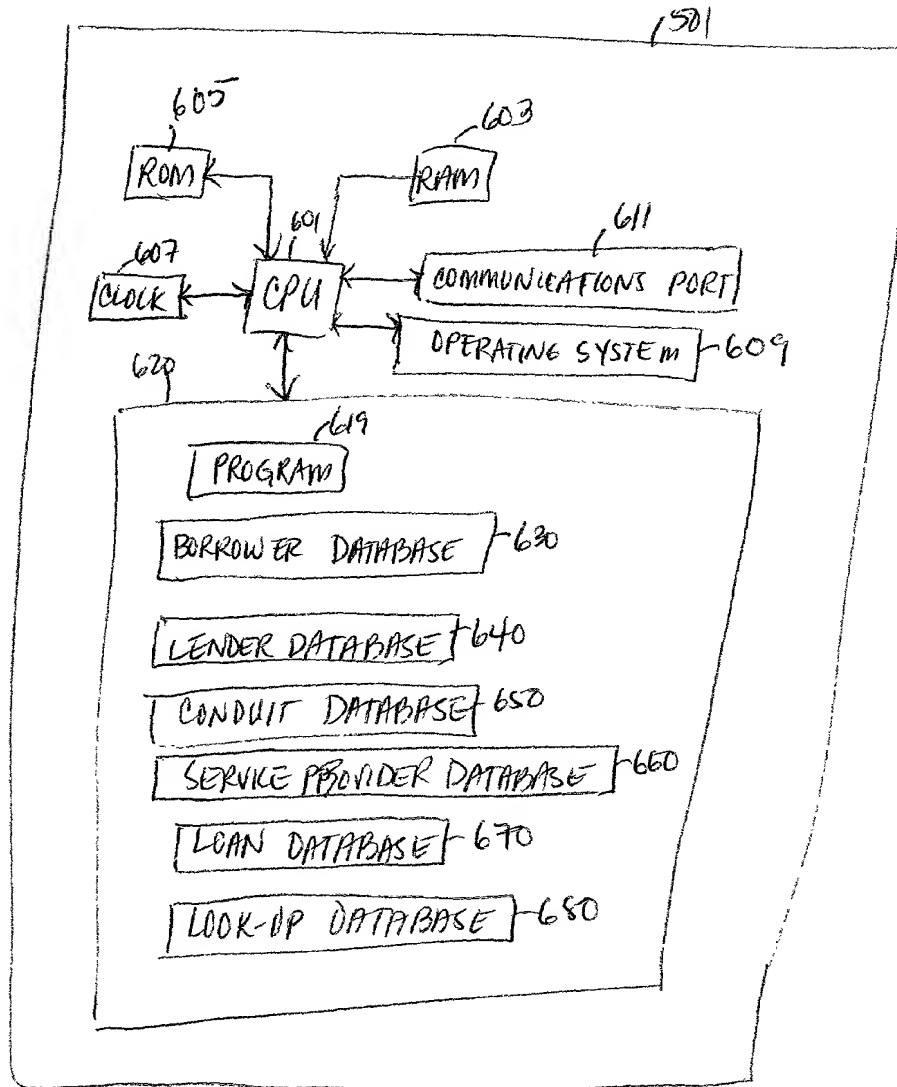 501
605
603
ROM
RAM
607
601
611
CLOCK
CPU
COMMUNICATIONS PORT
OPERATING SYSTEM 609
620
619
PROGRAM
BORROWER DATABASE 630
LENDER DATABASE 640
CONDUIT DATABASE 650
SERVICE PROVIDER DATABASE 660
LOAN DATABASE 670
LOOK-UP DATABASE 680